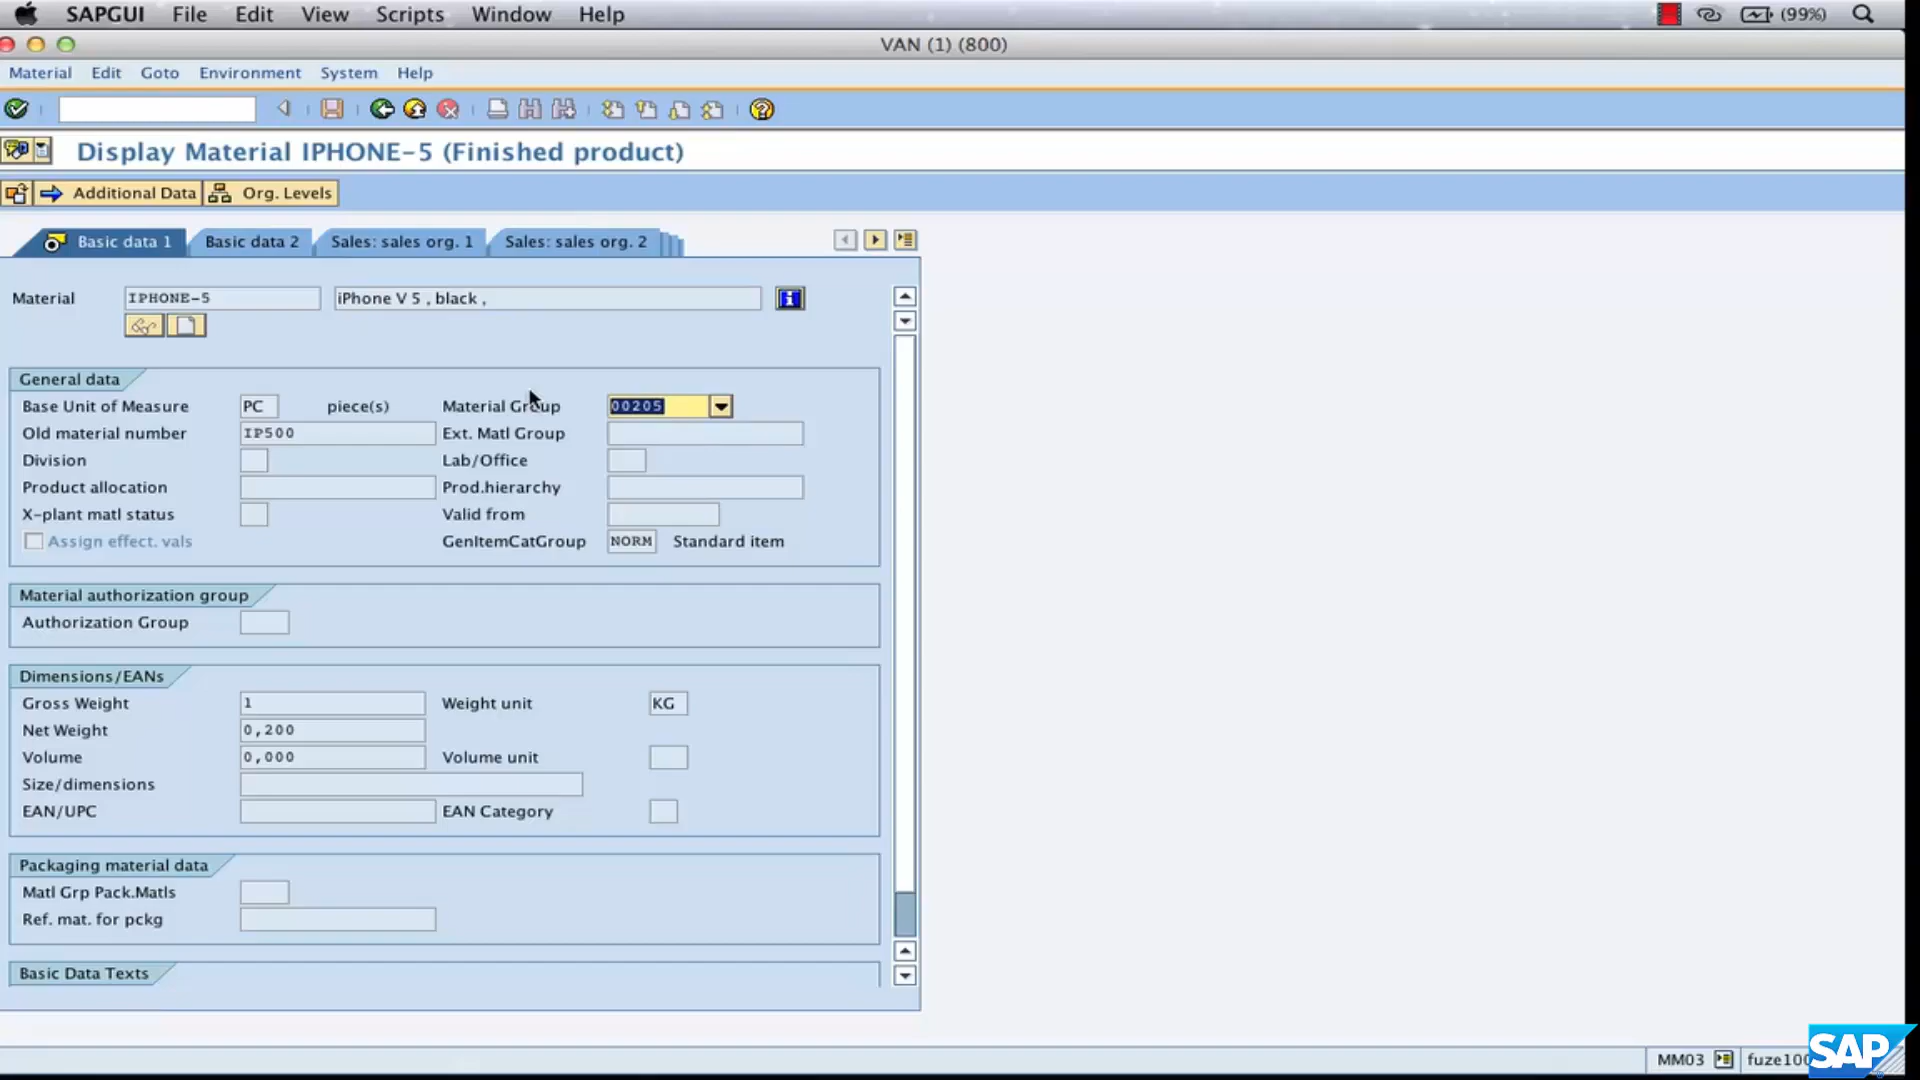 SAPGUI File Edit View Scripts Window Help (99%)
VAN (1) (800)
Material Edit Goto Environment System Help
Display Material IPHONE-5 (Finished product)
Additional Data Org. Levels
Basic data 1 Basic data 2 Sales: sales org. 1 Sales: sales org. 2
Material IPHONE-5 iPhone V 5 , black ,
General data
Base Unit of Measure PC piece(s) Material Group 00205
Old material number IP500 Ext. Matl Group
Division Lab/Office
Product allocation Prod.hierarchy
X-plant matl status Valid from
Assign effect. vals GenItemCatGroup NORM Standard item
Material authorization group
Authorization Group
Dimensions/EANs
Gross Weight 1 Weight unit KG
Net Weight 0,200
Volume 0,000 Volume unit
Size/dimensions
EAN/UPC EAN Category
Packaging material data
Matl Grp Pack.Matls
Ref. mat. for pckg
Basic Data Texts
MM03 fuze100 SAP